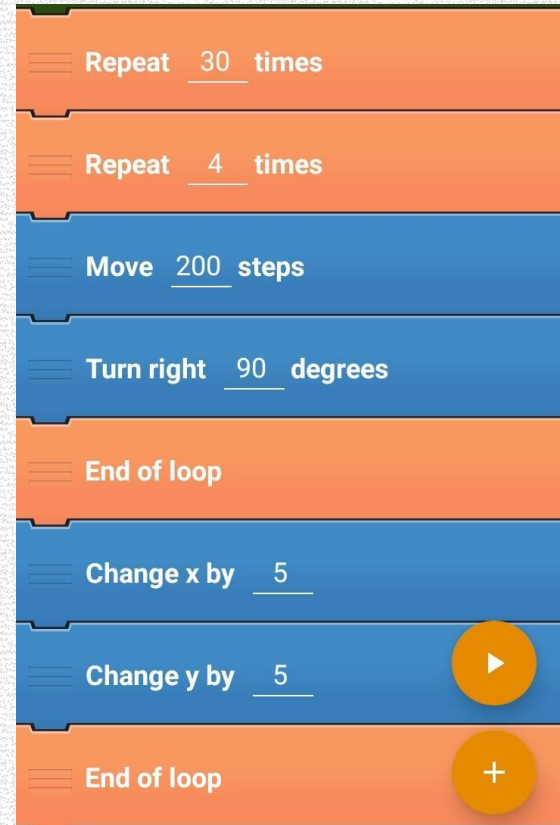 Repeat 30 times
Repeat 4 times
Move 200 steps
Turn right 90 degrees
End of loop
Change x by 5
Change y by 5
End of loop